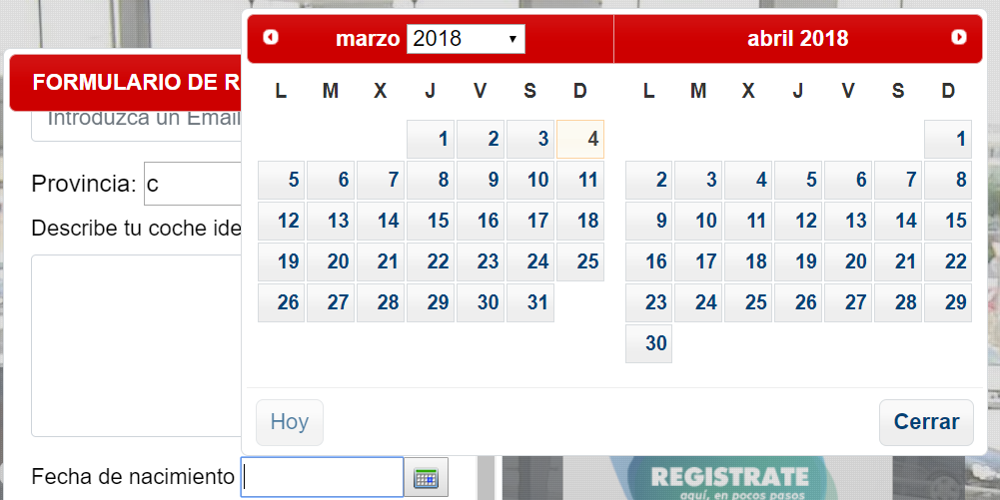 marzo 2018 abril 2018
FORMULARIO DE R
L M X J V S D L M X J V S D
Introduzca un Email
1 2 3 4 1
5 6 7 8 9 10 11 2 3 4 5 6 7 8
Provincia: c
12 13 14 15 16 17 18 9 10 11 12 13 14 15
Describe tu coche ide
19 20 21 22 23 24 25 16 17 18 19 20 21 22
26 27 28 29 30 31 23 24 25 26 27 28 29
30
Hoy Cerrar
Fecha de nacimiento
REGISTRATE
aquí, en pocos pasos